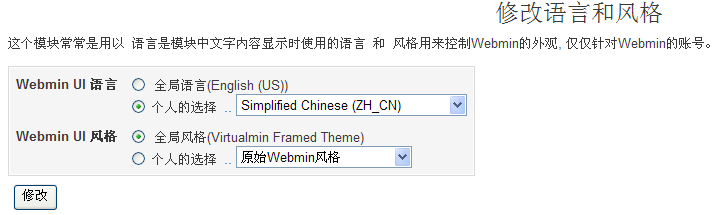 修改语言和风格
这个模块常常是用以 语言是模块中文字内容显示时使用的语言 和 风格用来控制Webmin的外观, 仅仅针对Webmin的账号。
Webmin UI 语言 全局语言(English (US))
个人的选择 .. Simplified Chinese (ZH_CN)
Webmin UI 风格 全局风格(Virtualmin Framed Theme)
个人的选择 .. 原始Webmin风格
修改